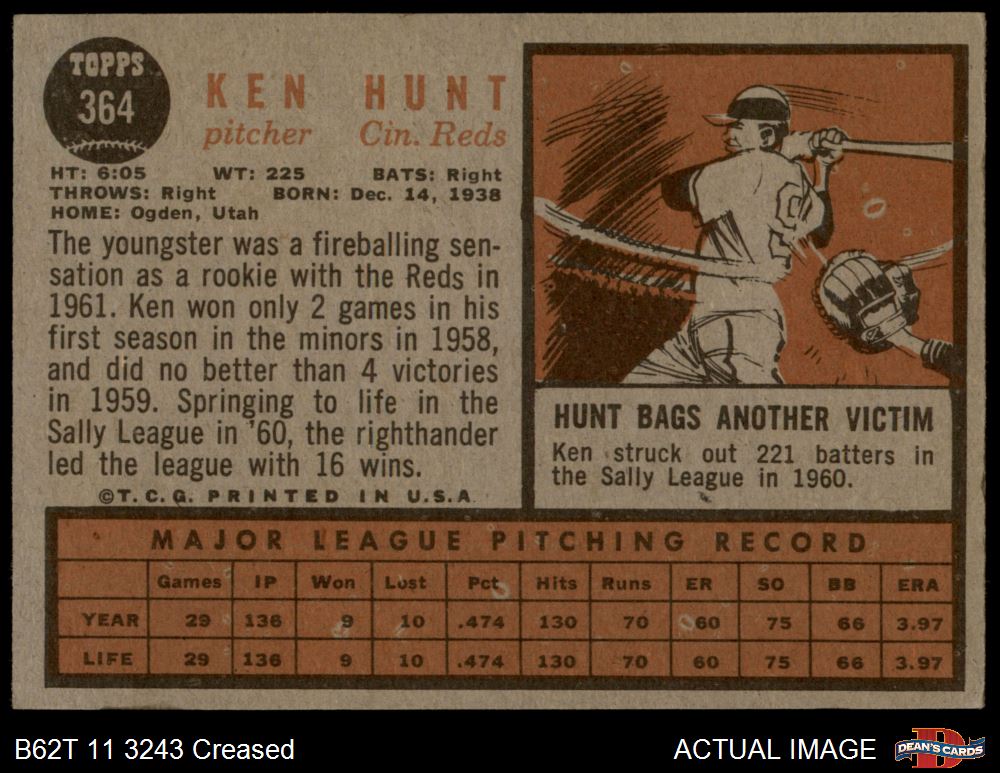 TOPPS
364
KEN HUNT
pitcher Cin. Reds
HT: 6:05 WT: 225 BATS: Right
THROWS: Right BORN: Dec. 14, 1938
HOME: Ogden, Utah
The youngster was a fireballing sen-
sation as a rookie with the Reds in
1961. Ken won only 2 games in his
first season in the minors in 1958,
and did no better than 4 victories
in 1959. Springing to life in the
Sally League in '60, the righthander
led the league with 16 wins.
©T.C.G. PRINTED IN U.S.A.
HUNT BAGS ANOTHER VICTIM
Ken struck out 221 batters in
the Sally League in 1960.
MAJOR LEAGUE PITCHING RECORD
Games IP Won Lost Pct. Hits Runs ER SO BB ERA
YEAR 29 136 9 10 .474 130 70 60 75 66 3.97
LIFE 29 136 9 10 .474 130 70 60 75 66 3.97
B62T 11 3243 Creased
ACTUAL IMAGE
DEAN'S CARDS